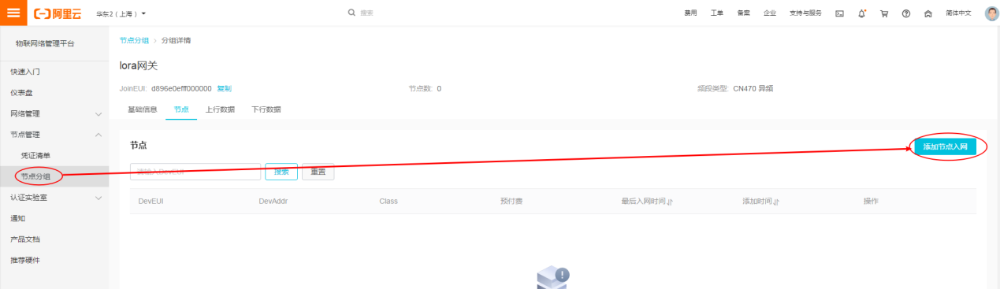 阿里云 华东2（上海） 搜索 费用 工单 备案 企业 支持与服务 简体中文
物联网络管理平台
快速入门
仪表盘
网络管理
节点管理
凭证清单
节点分组
认证实验室
通知
产品文档
推荐硬件
节点分组 > 分组详情
lora网关
JoinEUI: d896e0efff000000 复制 节点数: 0 频段类型: CN470 异频
基础信息 节点 上行数据 下行数据
节点 添加节点入网
请输入DevEUI 搜索 重置
DevEUI DevAddr Class 预付费 最后入网时间 添加时间 操作